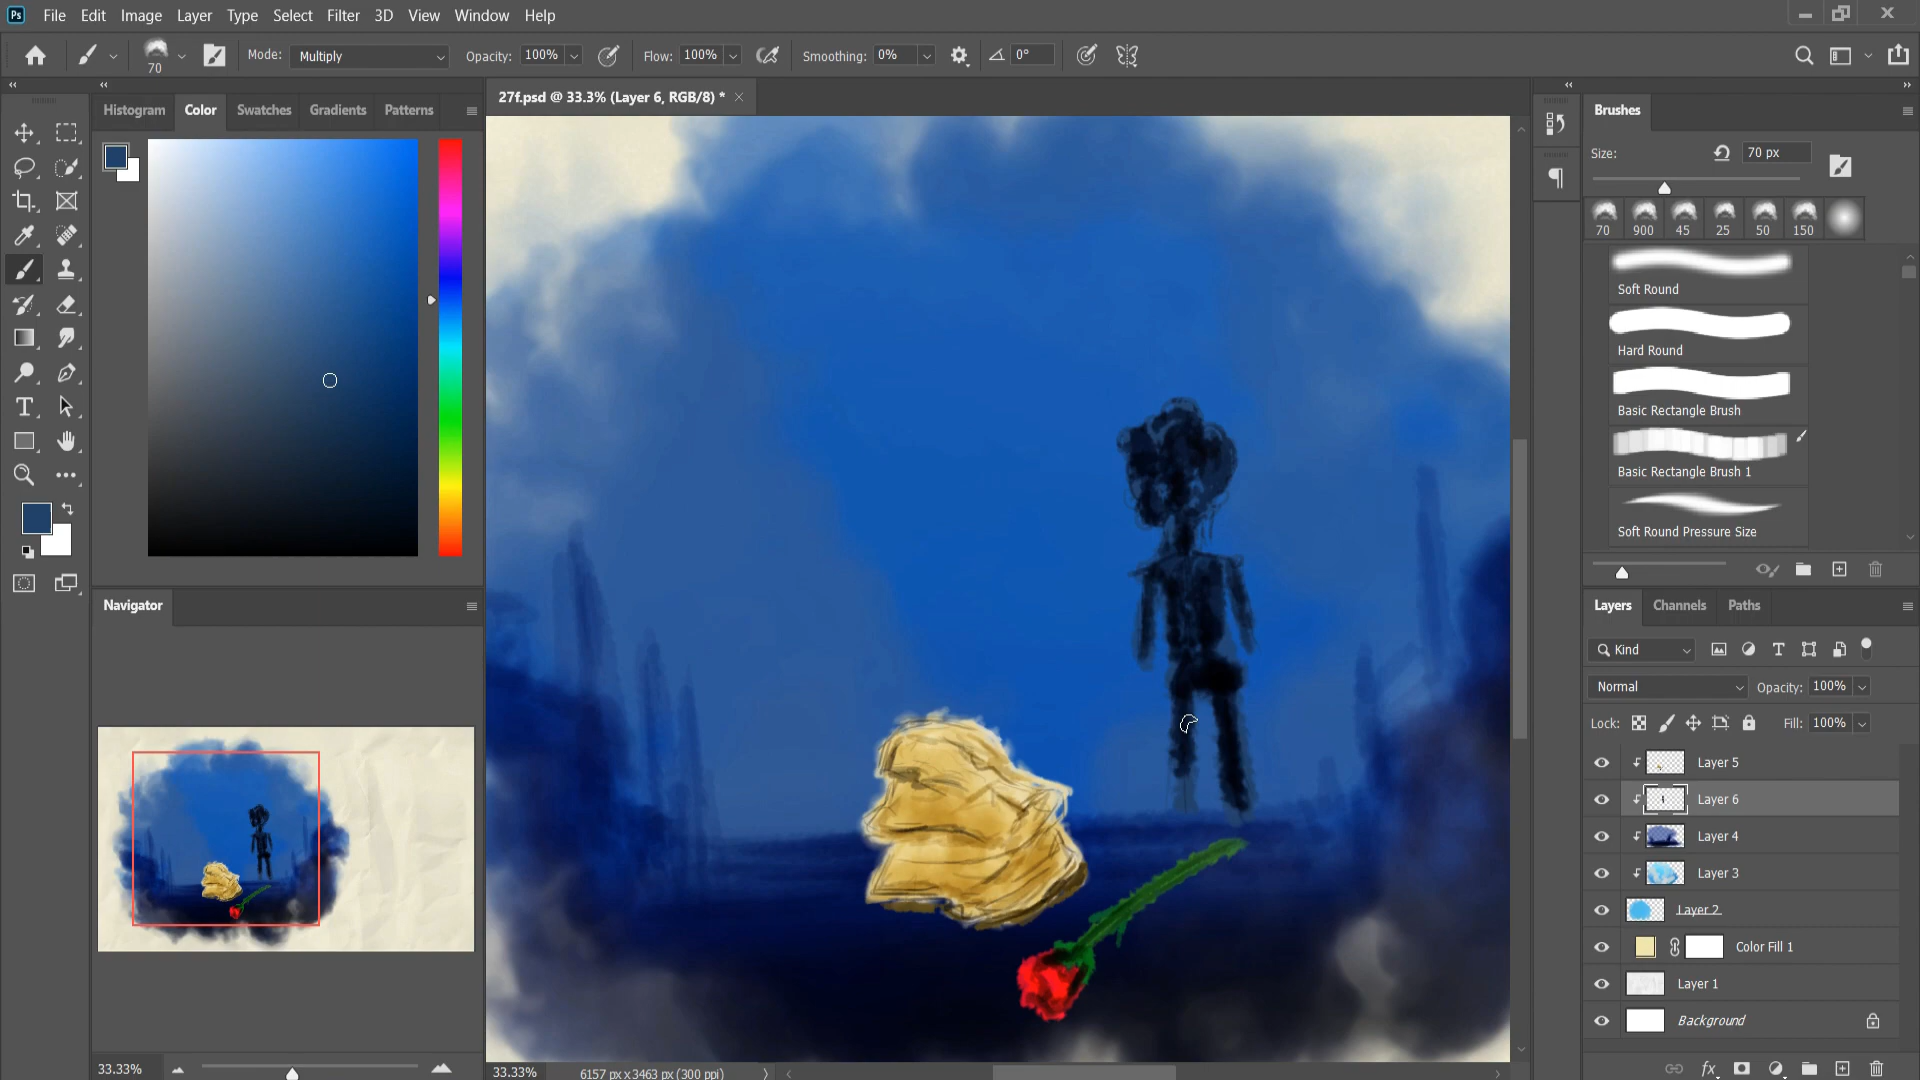 Ps File Edit Image Layer Type Select Filter 3D View Window Help
70 Mode: Multiply Opacity: 100% Flow: 100% Smoothing: 0% 0°
Histogram Color Swatches Gradients Patterns
27f.psd @ 33.3% (Layer 6, RGB/8) *
Brushes
Size: 70 px
70 900 45 25 50 150
Soft Round
Hard Round
Basic Rectangle Brush
Basic Rectangle Brush 1
Soft Round Pressure Size
Navigator
33.33%
33.33% 6157 px x 3463 px (300 ppi)
Layers Channels Paths
Kind
Normal Opacity: 100%
Lock: Fill: 100%
Layer 5
Layer 6
Layer 4
Layer 3
Layer 2
Color Fill 1
Layer 1
Background
fx